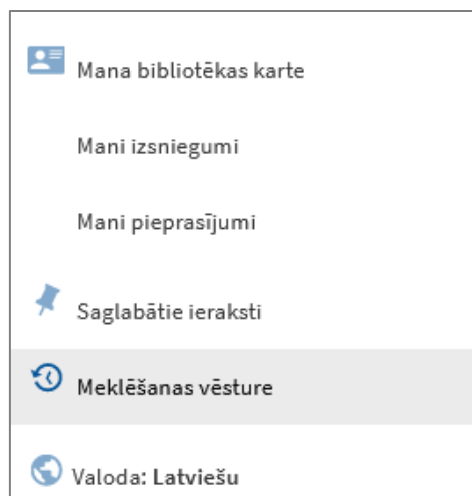 Mana bibliotēkas karte
Mani izsniegumi
Mani pieprasījumi
Saglabātie ieraksti
Meklēšanas vēsture
Valoda: Latviešu